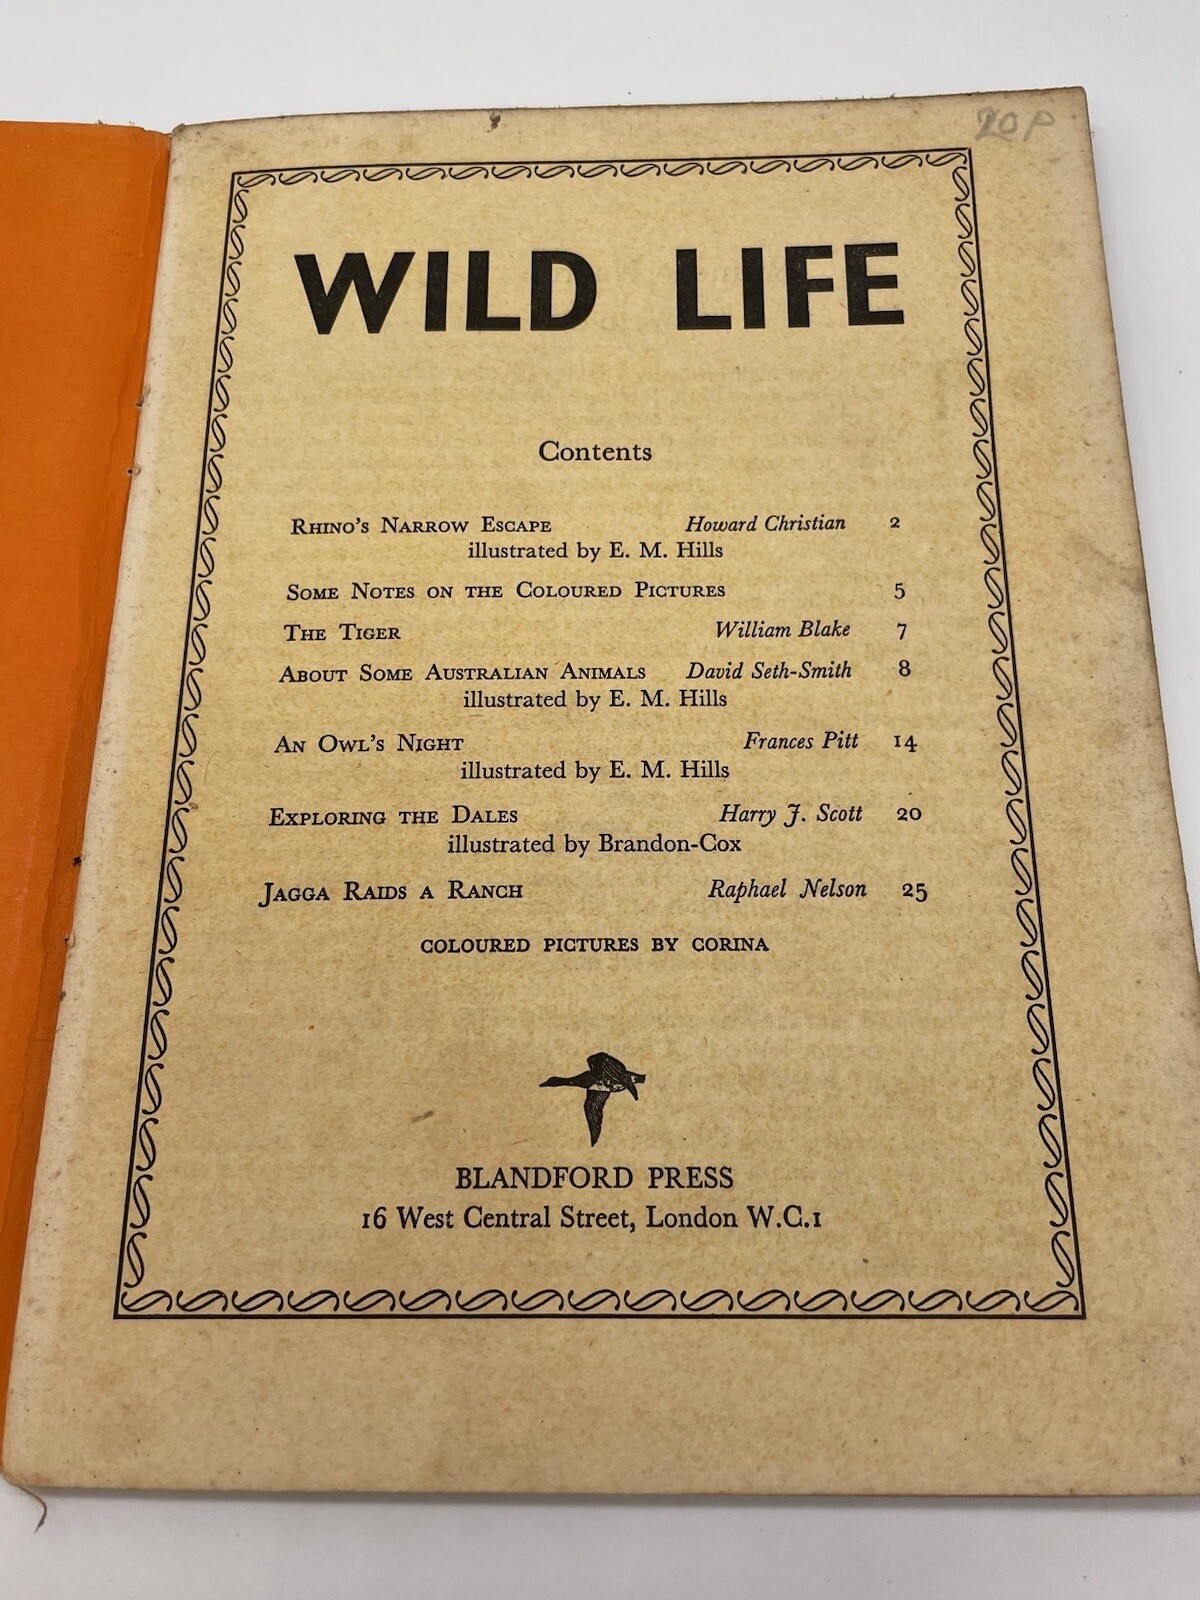 20P
WILD LIFE
Contents
Rhino's Narrow Escape Howard Christian 2
illustrated by E. M. Hills
Some Notes on the Coloured Pictures 5
The Tiger William Blake 7
About Some Australian Animals David Seth-Smith 8
illustrated by E. M. Hills
An Owl's Night Frances Pitt 14
illustrated by E. M. Hills
Exploring the Dales Harry J. Scott 20
illustrated by Brandon-Cox
Jagga Raids a Ranch Raphael Nelson 25
COLOURED PICTURES BY CORINA
BLANDFORD PRESS
16 West Central Street, London W.C.1